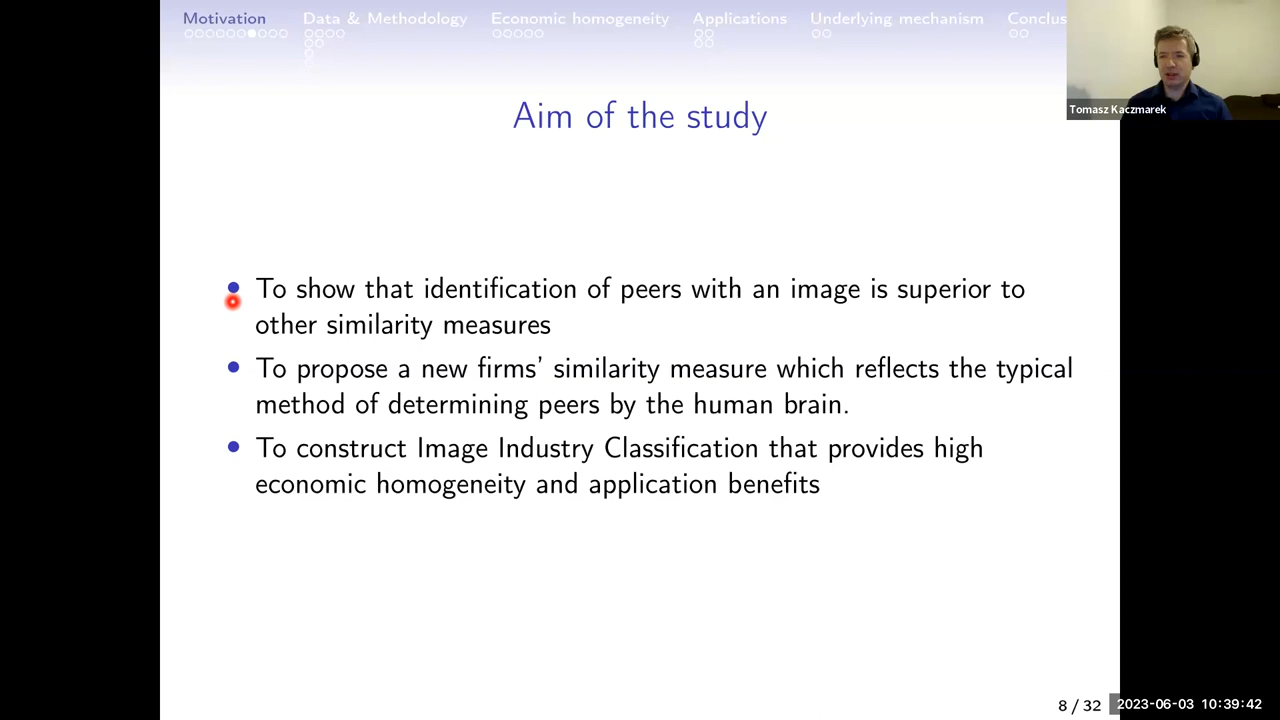 Motivation Data & Methodology Economic homogeneity Applications Underlying mechanism Conclus
Tomasz Kaczmarek
Aim of the study
To show that identification of peers with an image is superior to
other similarity measures
To propose a new firms' similarity measure which reflects the typical
method of determining peers by the human brain.
To construct Image Industry Classification that provides high
economic homogeneity and application benefits
8 / 32
2023-06-03 10:39:42